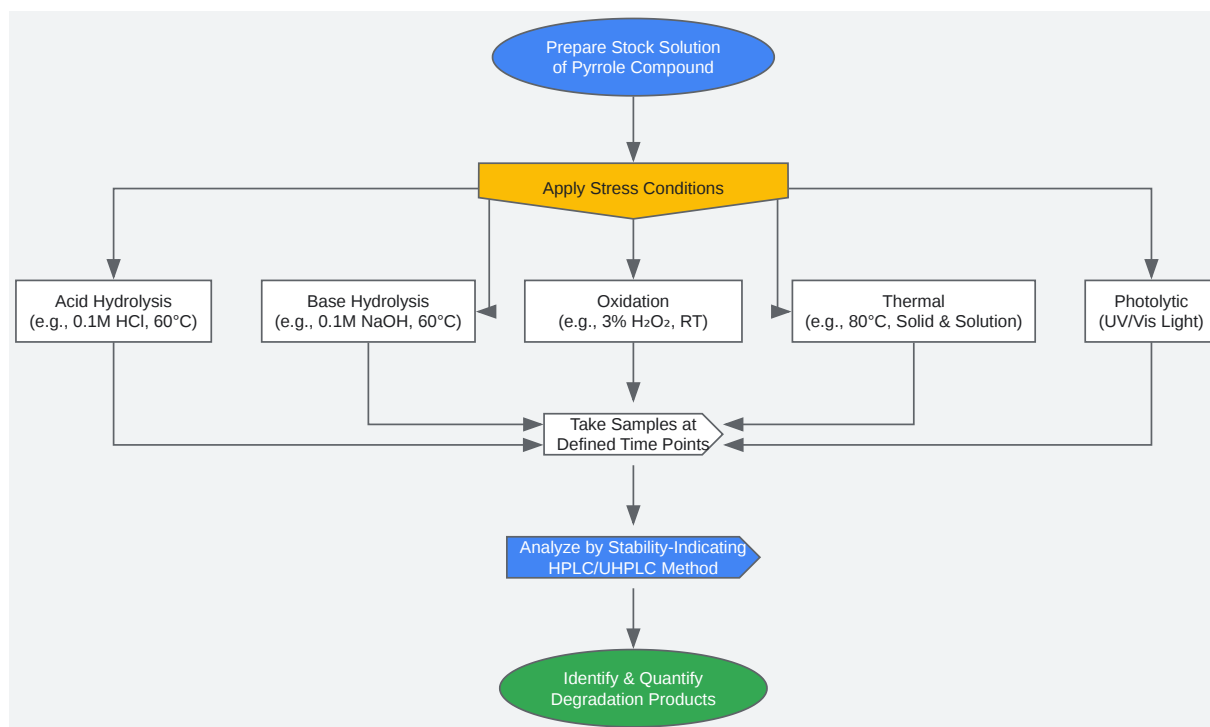 Prepare Stock Solution
of Pyrrole Compound
Apply Stress Conditions
Acid Hydrolysis
(e.g., 0.1M HCl, 60°C)
Base Hydrolysis
(e.g., 0.1M NaOH, 60°C)
Oxidation
(e.g., 3% H₂O₂, RT)
Thermal
(e.g., 80°C, Solid & Solution)
Photolytic
(UV/Vis Light)
Take Samples at
Defined Time Points
Analyze by Stability-Indicating
HPLC/UHPLC Method
Identify & Quantify
Degradation Products